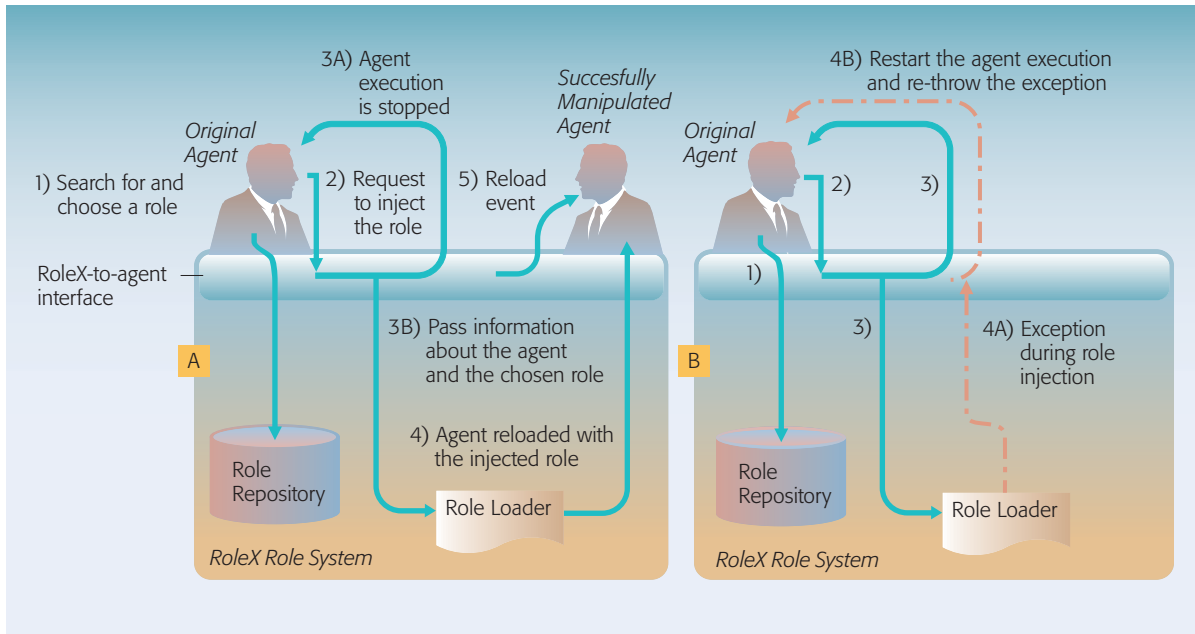 3A) Agent
execution
is stopped
Succesfully
Manipulated
Agent
Original
Agent
1) Search for and
choose a role
2) Request
to inject
the role
5) Reload
event
RoleX-to-agent
interface
3B) Pass information
about the agent
and the chosen role
A
4) Agent reloaded with
the injected role
Role
Repository
Role Loader
RoleX Role System
4B) Restart the agent execution
and re-throw the exception
Original
Agent
2)
3)
1)
3)
4A) Exception
during role
injection
B
Role
Repository
Role Loader
RoleX Role System